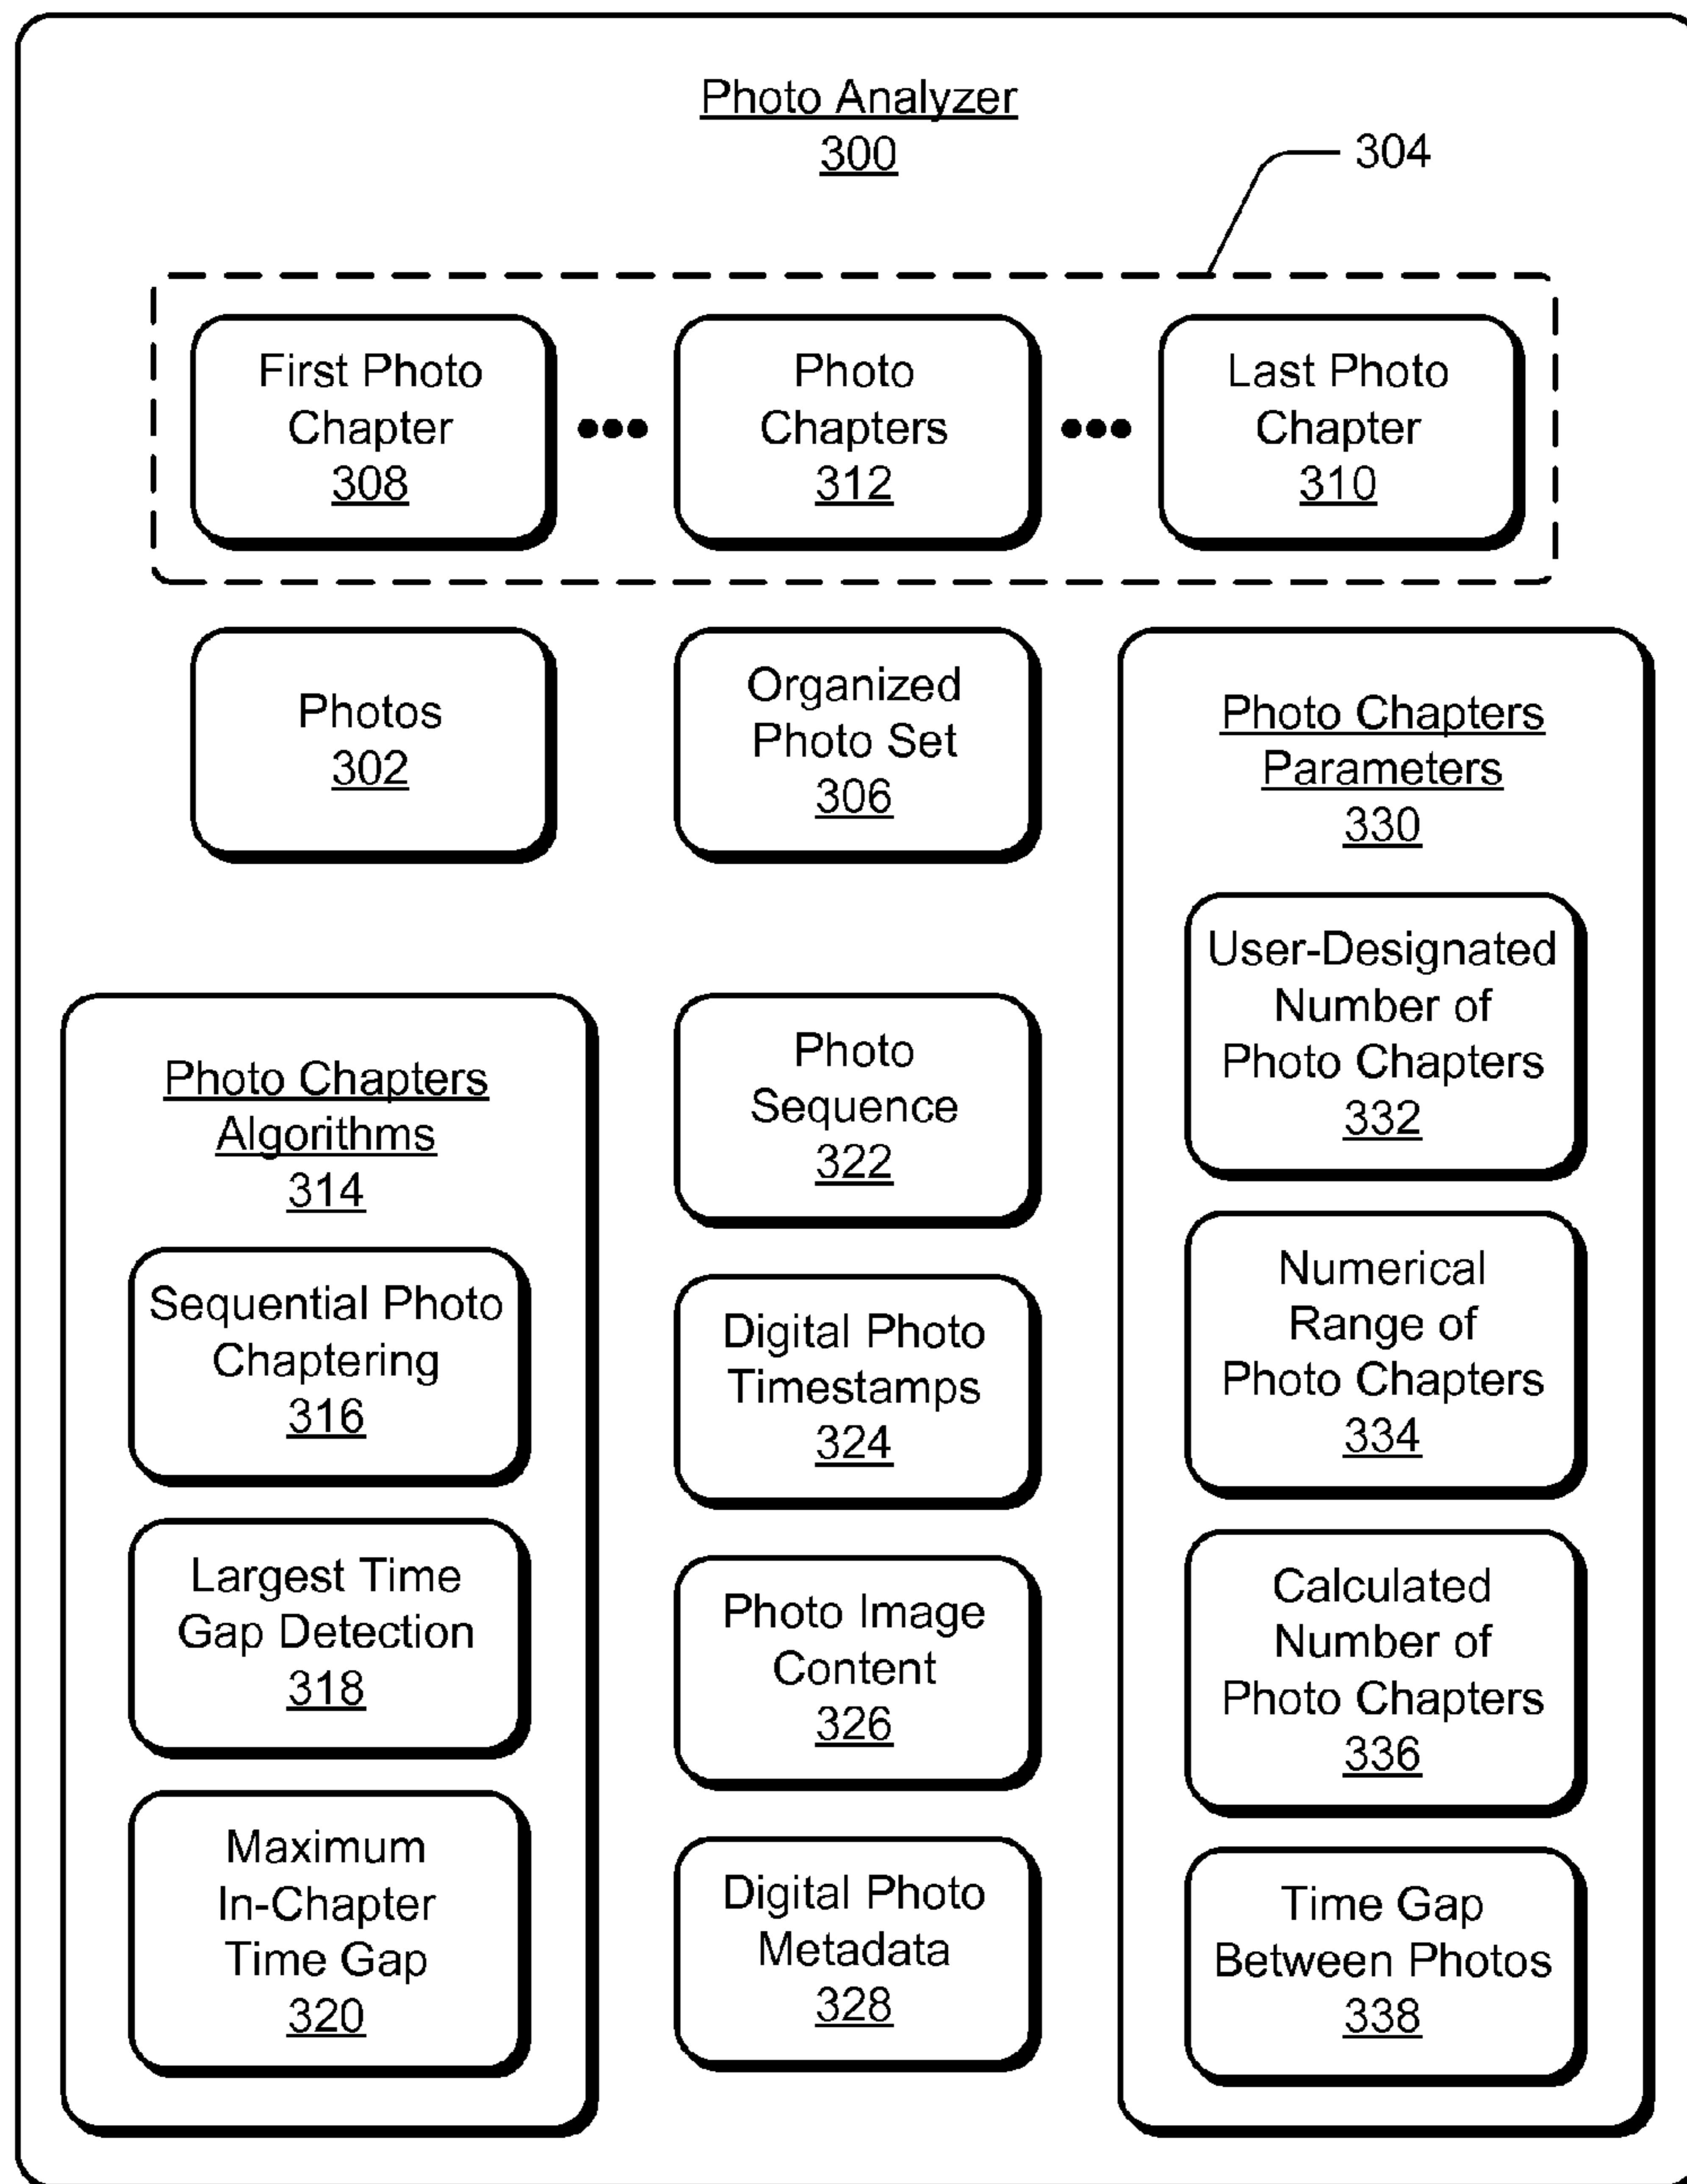 Photo Analyzer
300
304
First Photo
Chapter
308
•••
Photo
Chapters
312
•••
Last Photo
Chapter
310
Photos
302
Organized
Photo Set
306
Photo Chapters
Algorithms
314
Sequential Photo
Chaptering
316
Largest Time
Gap Detection
318
Maximum
In-Chapter
Time Gap
320
Photo
Sequence
322
Digital Photo
Timestamps
324
Photo Image
Content
326
Digital Photo
Metadata
328
Photo Chapters
Parameters
330
User-Designated
Number of
Photo Chapters
332
Numerical
Range of
Photo Chapters
334
Calculated
Number of
Photo Chapters
336
Time Gap
Between Photos
338